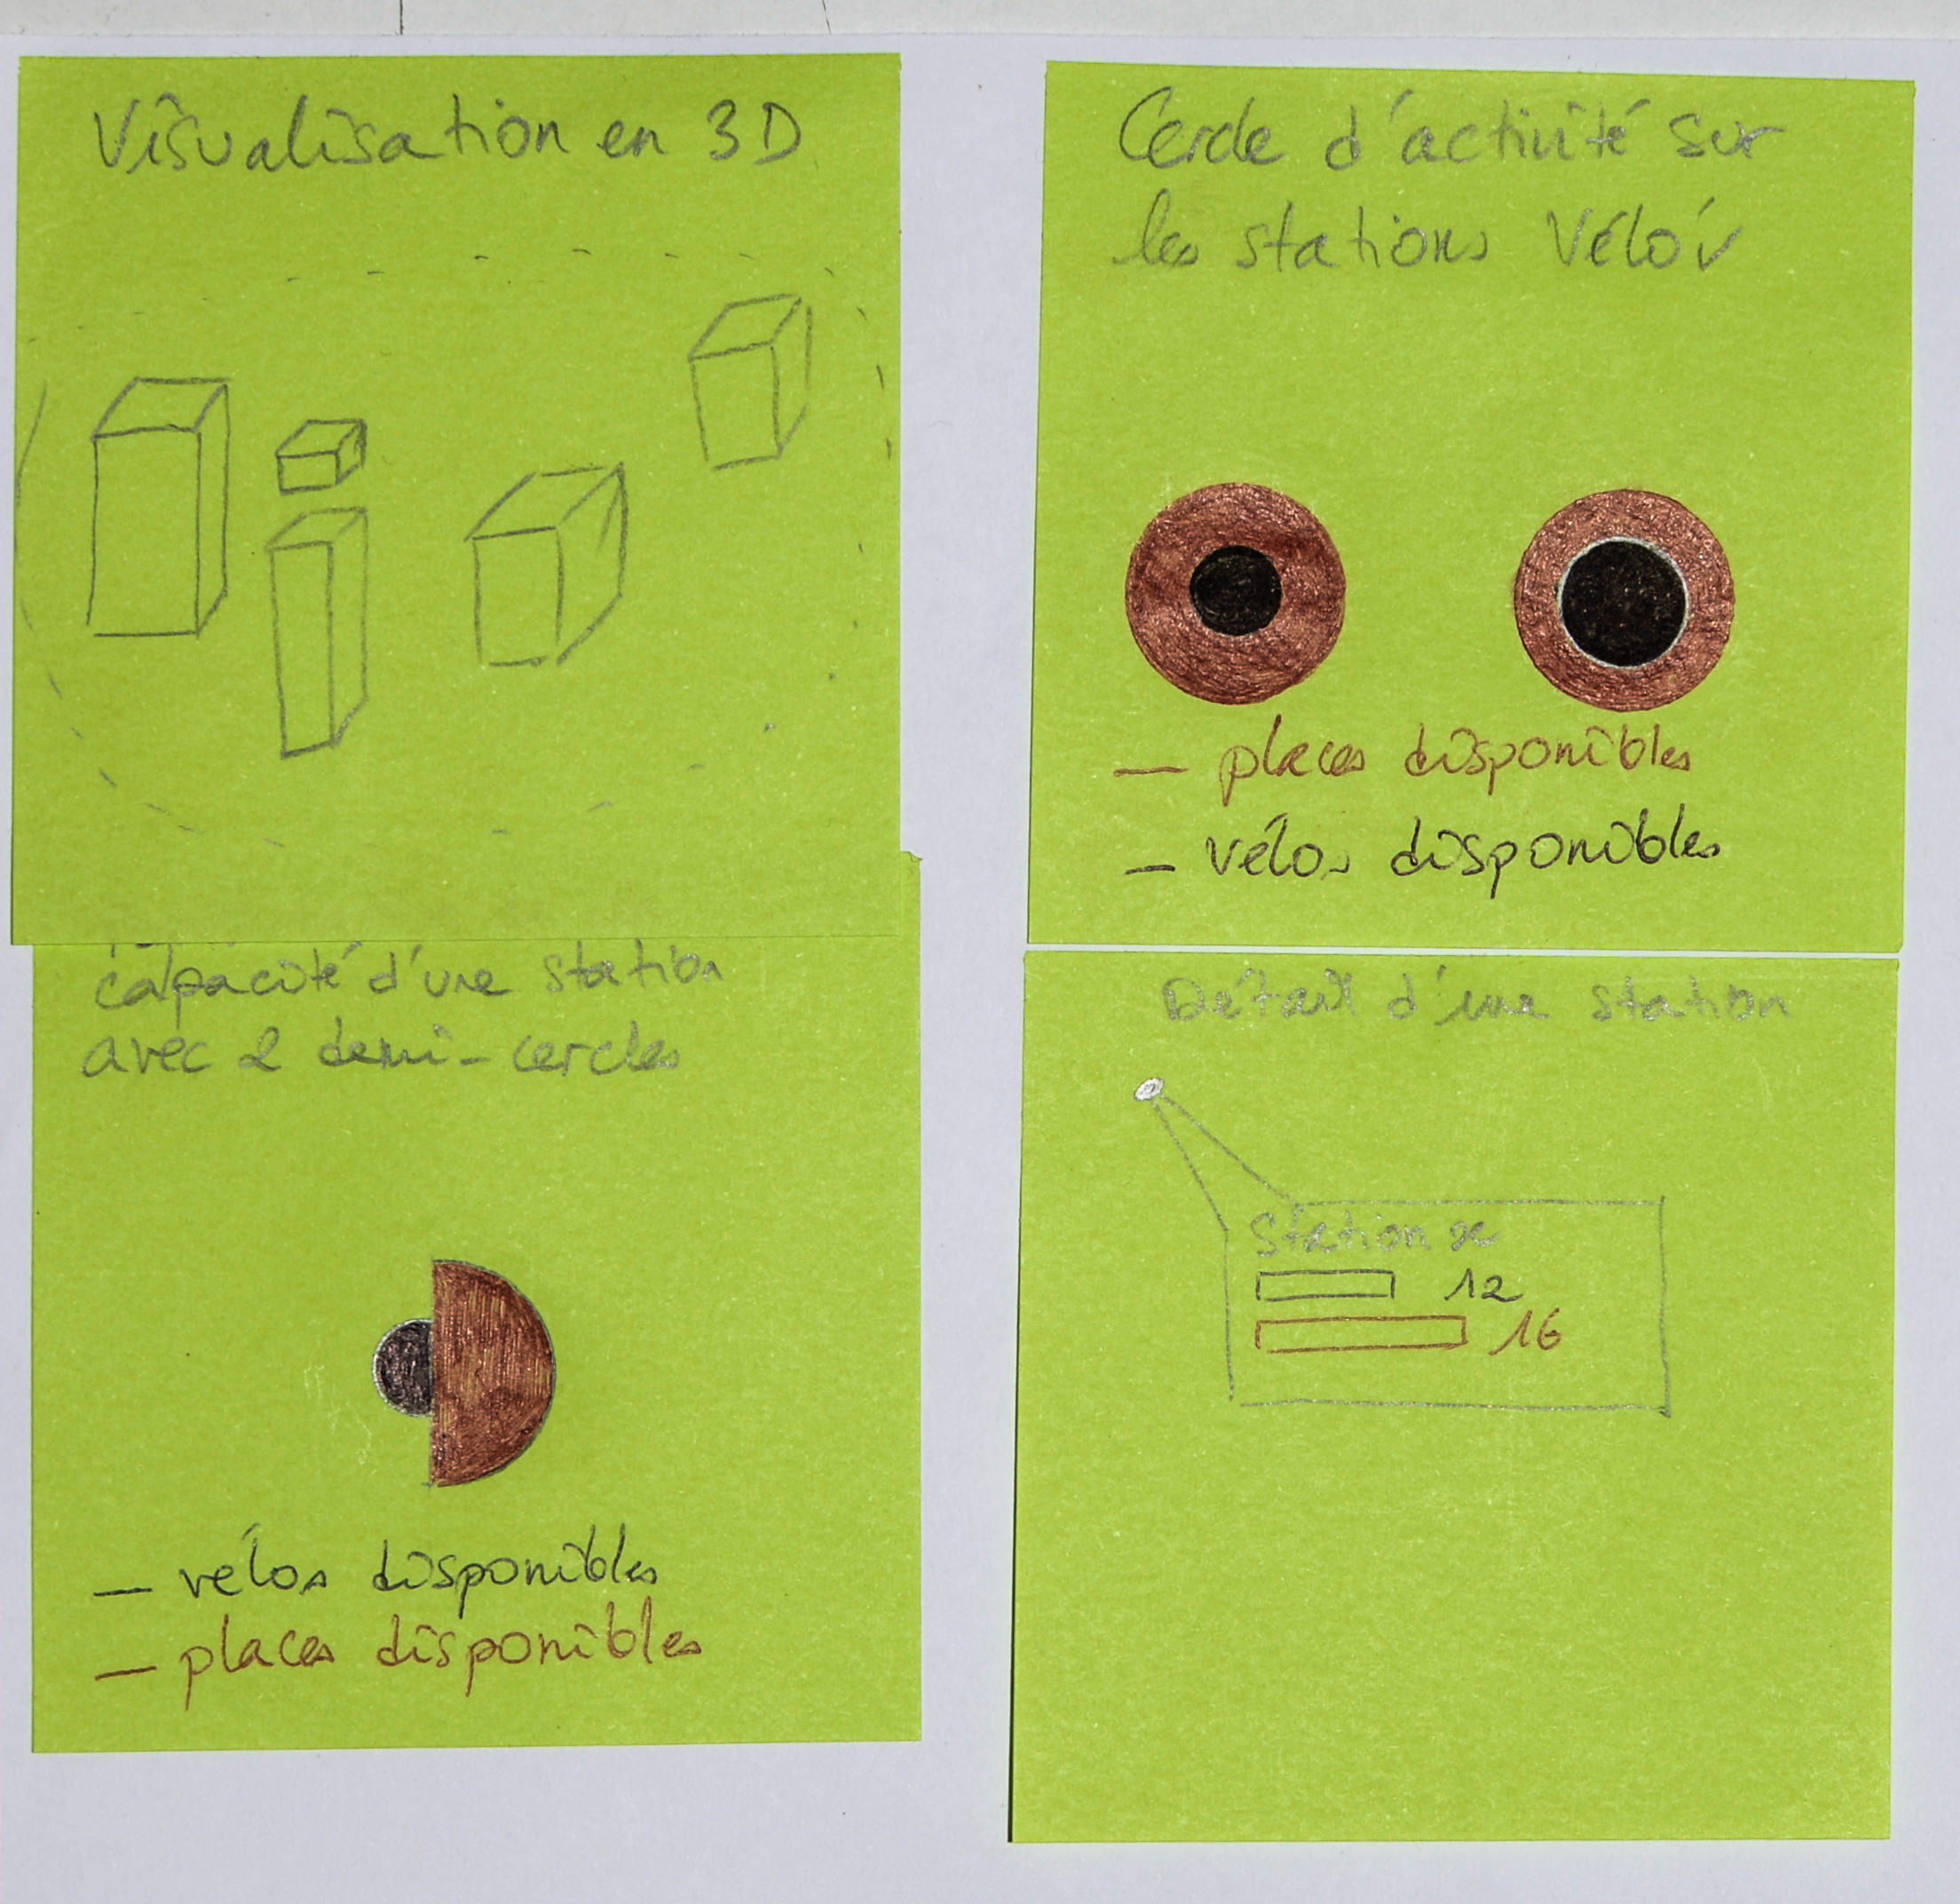 Visualisation en 3D
Cercle d'activité sur
les stations Vélo'v
— places disponibles
— vélos disponibles
capacité d'une station
avec 2 demi-cercles
— vélos disponibles
— places disponibles
Détail d'une station
Station x
12
16